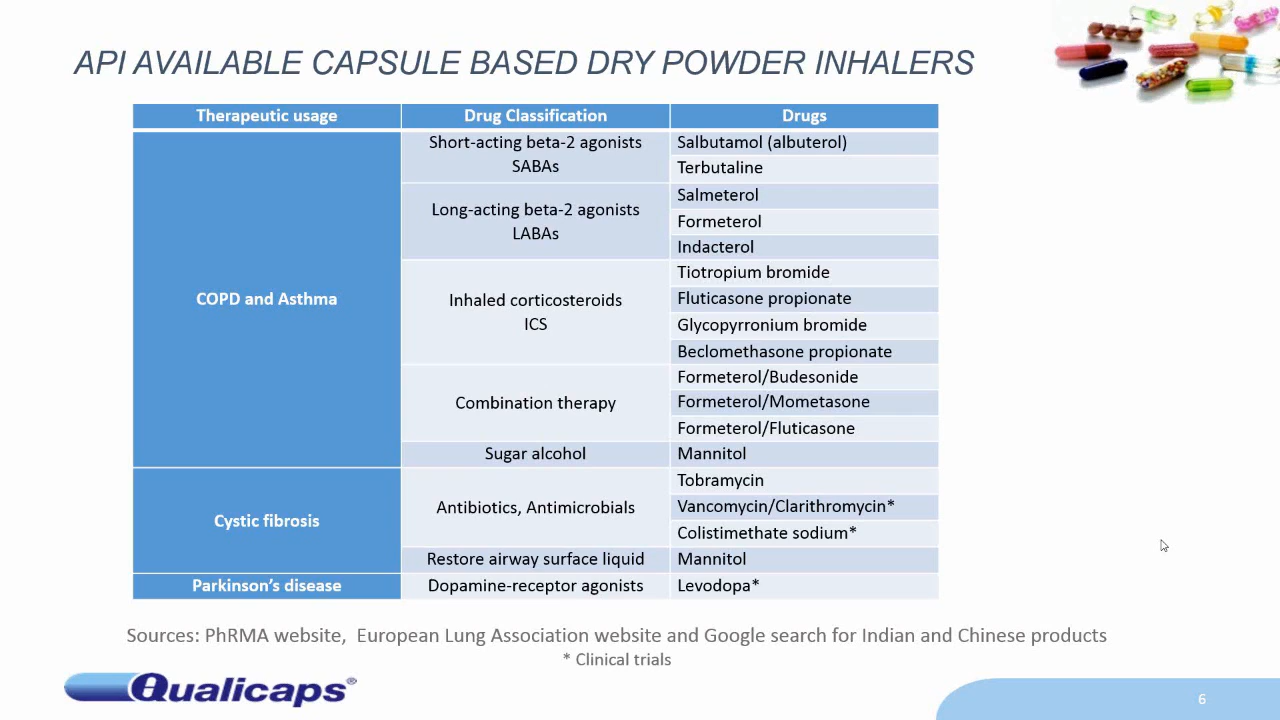 API AVAILABLE CAPSULE BASED DRY POWDER INHALERS
Therapeutic usage Drug Classification Drugs
COPD and Asthma
Short-acting beta-2 agonists
SABAs
Salbutamol (albuterol)
Terbutaline
Long-acting beta-2 agonists
LABAs
Salmeterol
Formeterol
Indacterol
Inhaled corticosteroids
ICS
Tiotropium bromide
Fluticasone propionate
Glycopyrronium bromide
Beclomethasone propionate
Combination therapy
Formeterol/Budesonide
Formeterol/Mometasone
Formeterol/Fluticasone
Sugar alcohol Mannitol
Cystic fibrosis
Antibiotics, Antimicrobials
Tobramycin
Vancomycin/Clarithromycin*
Colistimethate sodium*
Restore airway surface liquid Mannitol
Parkinson's disease Dopamine-receptor agonists Levodopa*
Sources: PhRMA website, European Lung Association website and Google search for Indian and Chinese products
* Clinical trials
Qualicaps®
6